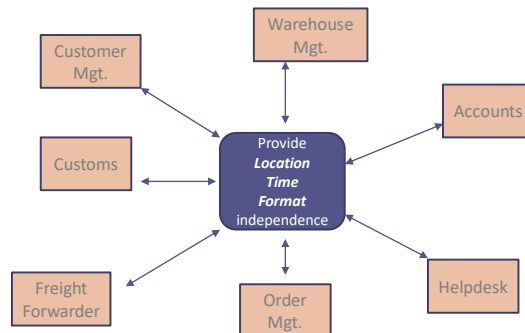 Warehouse
Mgt.
Customer
Mgt.
Accounts
Provide
Location
Time
Format
independence
Customs
Freight
Forwarder
Order
Mgt.
Helpdesk